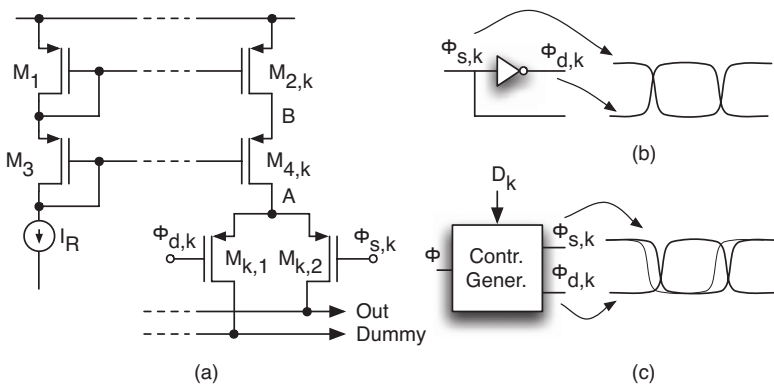 M1
M2,k
B
M3
M4,k
A
IR
Φd,k
Φs,k
Mk,1
Mk,2
Out
Dummy
(a)
Φs,k
Φd,k
(b)
Dk
Φ
Contr.
Gener.
Φs,k
Φd,k
(c)